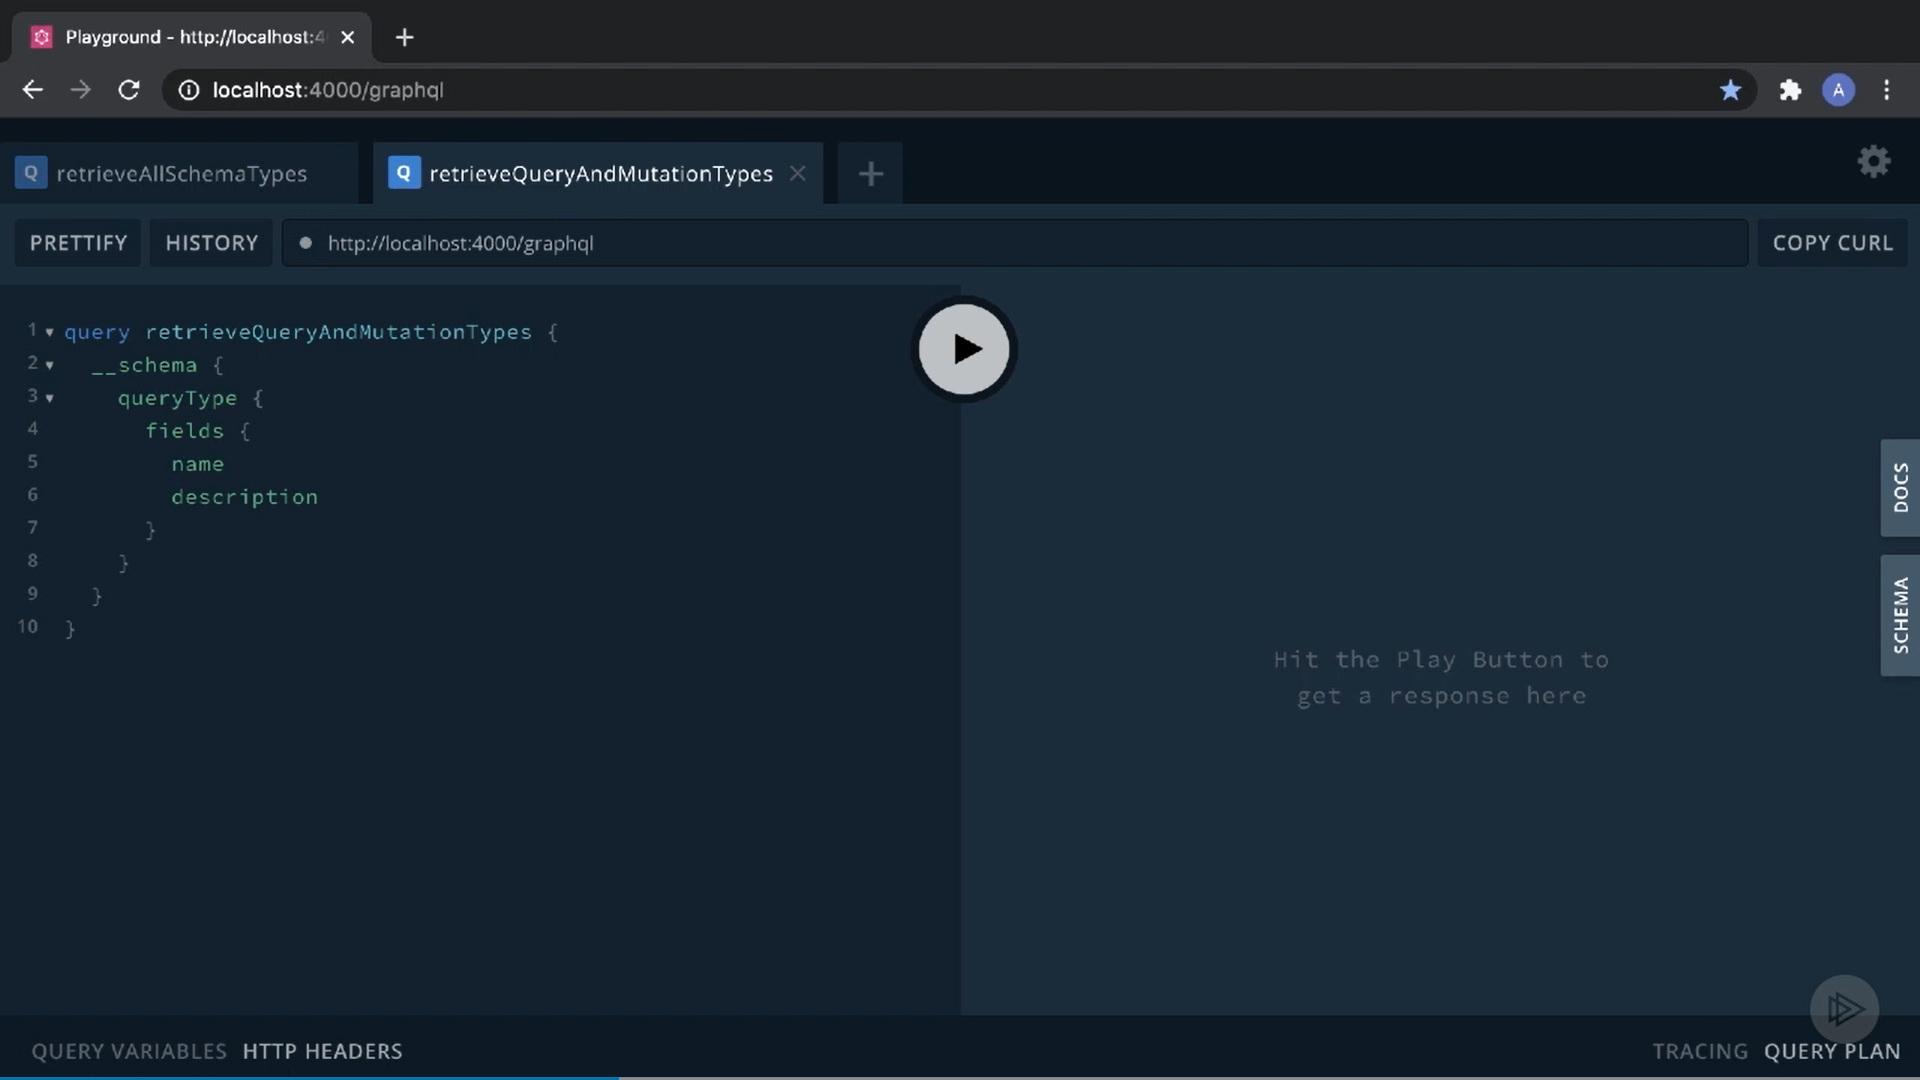 Playground - http://localhost:4
localhost:4000/graphql
A
Q retrieveAllSchemaTypes
Q retrieveQueryAndMutationTypes
PRETTIFY
HISTORY
http://localhost:4000/graphql
COPY CURL
1 query retrieveQueryAndMutationTypes {
2 __schema {
3 queryType {
4 fields {
5 name
6 description
7 }
8 }
9 }
10 }
Hit the Play Button to
get a response here
DOCS
SCHEMA
QUERY VARIABLES HTTP HEADERS
TRACING QUERY PLAN